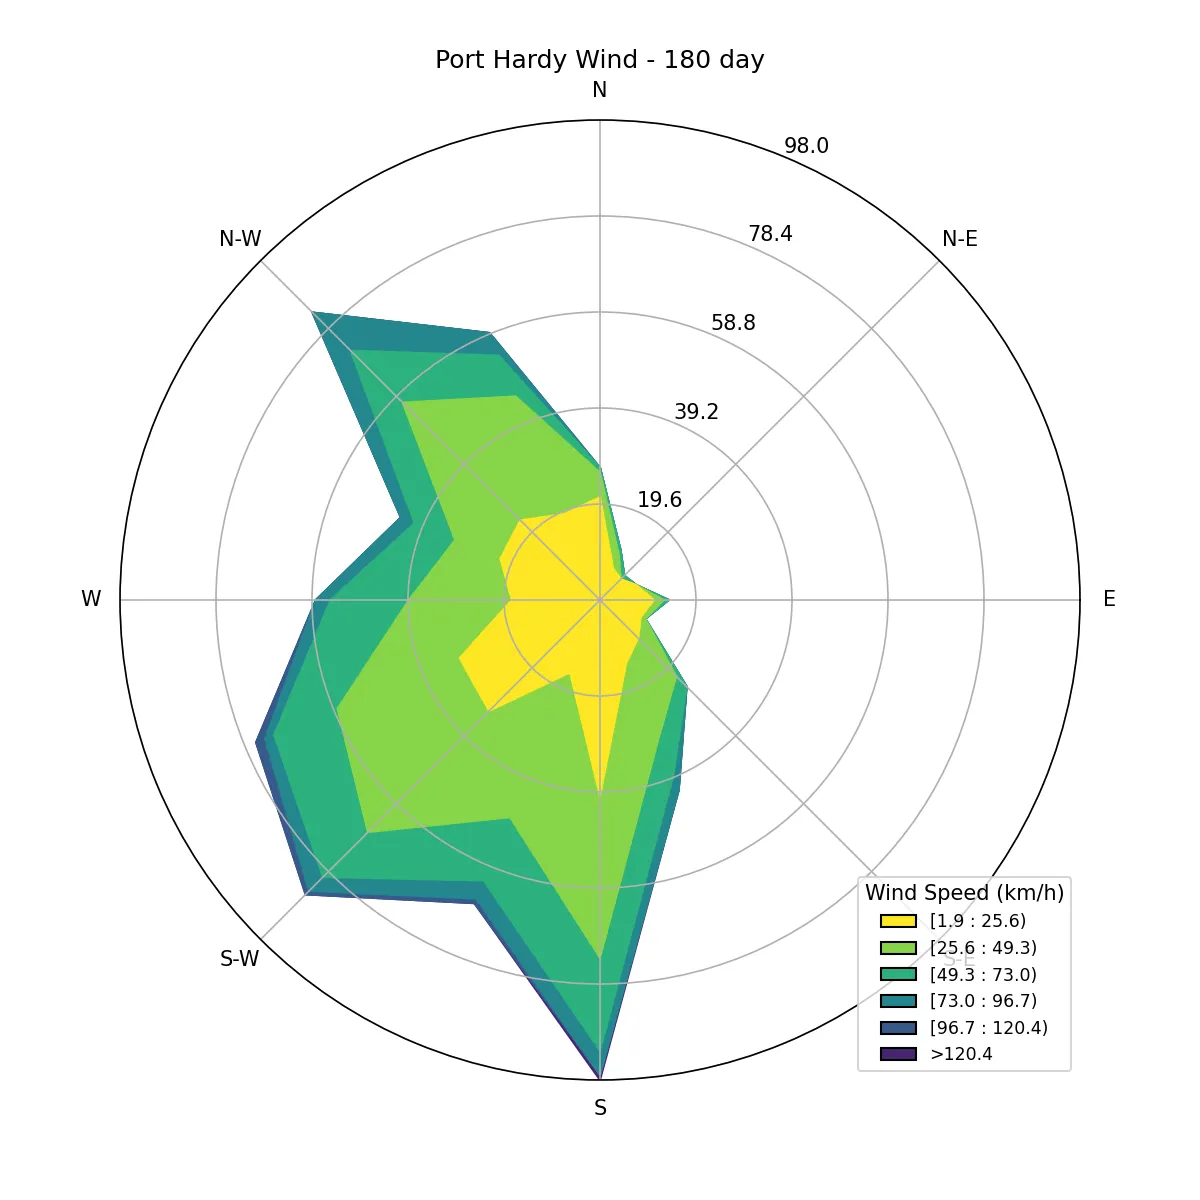 Port Hardy Wind - 180 day
N
98.0
78.4
N-W
N-E
58.8
39.2
19.6
W
E
Wind Speed (km/h)
[1.9 : 25.6)
[25.6 : 49.3)
S-W
S-E
[49.3 : 73.0)
[73.0 : 96.7)
[96.7 : 120.4)
>120.4
S